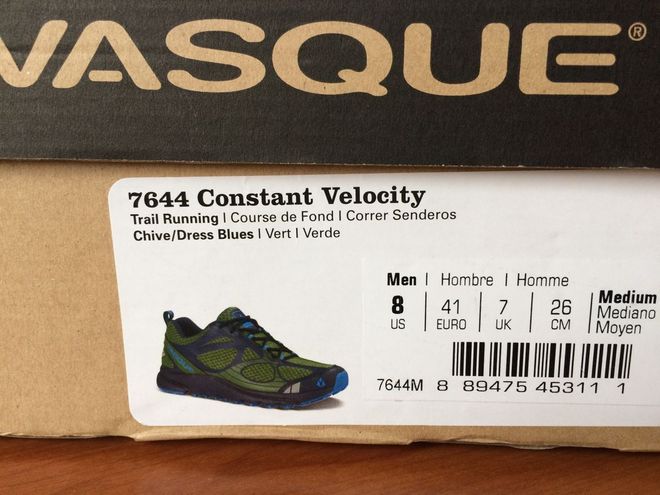 VASQUE®
7644 Constant Velocity
Trail Running | Course de Fond | Correr Senderos
Chive/Dress Blues | Vert | Verde
Men | Hombre | Homme
8 | 41 | 7 | 26
US | EURO | UK | CM
Medium
Mediano
Moyen
7644M 8 89475 45311 1